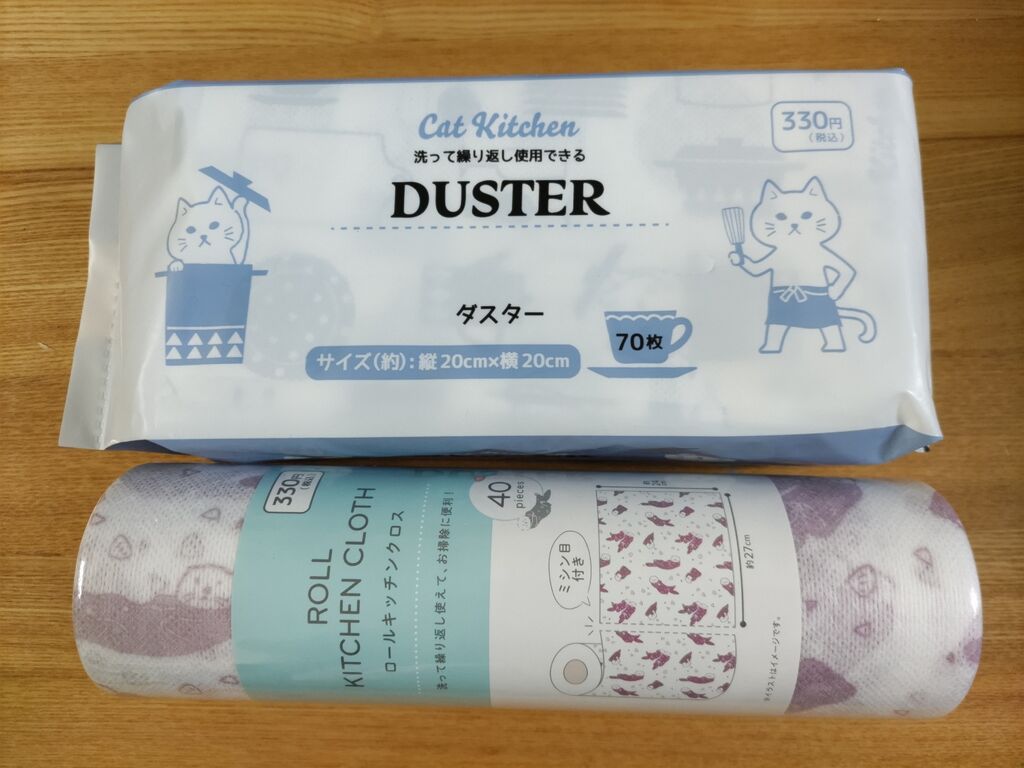 Cat Kitchen
330円
(税込)
洗って繰り返し使用できる
DUSTER
ダスター
70枚
サイズ(約):縦20cm×横20cm
330円
(税込)
ROLL
KITCHEN CLOTH
ロールキッチンクロス
洗って繰り返し使えて、お掃除に便利!
40
pieces
ミシン目
付き
約27cm
※イラストはイメージです。